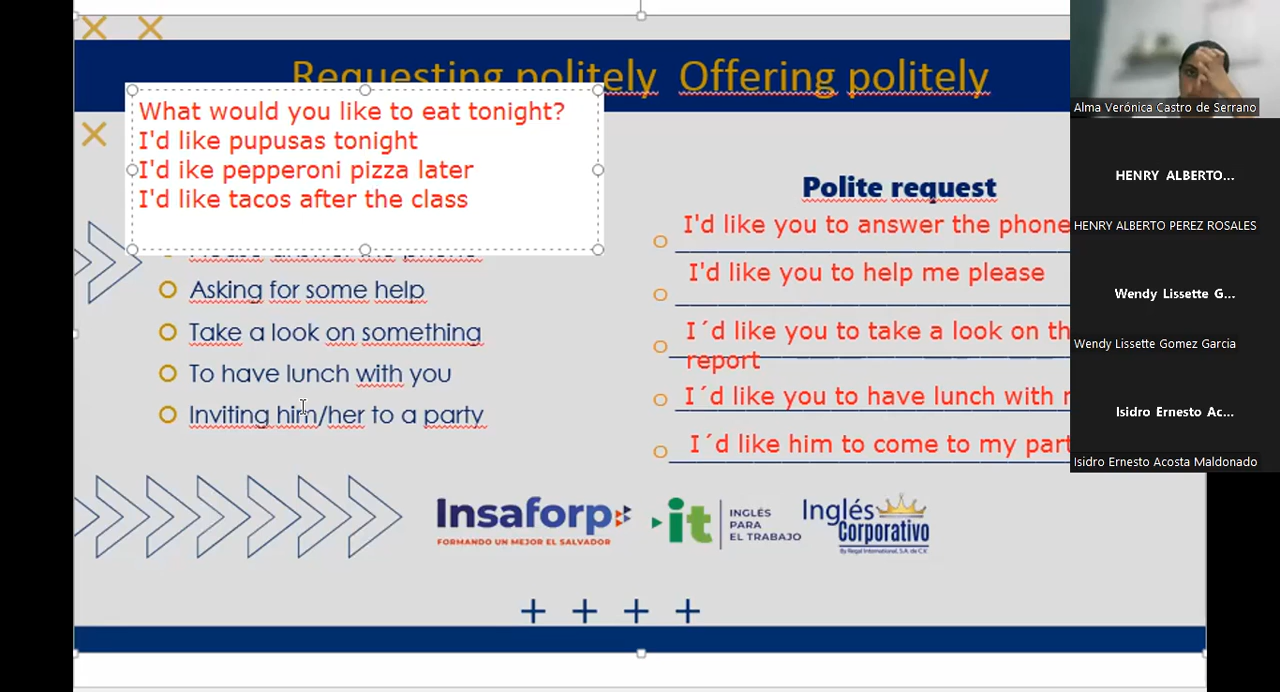 Requesting politely Offering politely
What would you like to eat tonight?
I'd like pupusas tonight
I'd ike pepperoni pizza later
I'd like tacos after the class
Please answer the phone
Asking for some help
Take a look on something
To have lunch with you
Inviting him/her to a party
Polite request
I'd like you to answer the phone
I'd like you to help me please
I´d like you to take a look on th
report
I´d like you to have lunch with
I´d like him to come to my part
Insaforp
FORMANDO UN MEJOR EL SALVADOR
it
INGLÉS
PARA
EL TRABAJO
Inglés
Corporativo
By Regal International, S.A. de C.V.
Alma Verónica Castro de Serrano
HENRY ALBERTO...
HENRY ALBERTO PEREZ ROSALES
Wendy Lissette G...
Wendy Lissette Gomez Garcia
Isidro Ernesto Ac...
Isidro Ernesto Acosta Maldonado